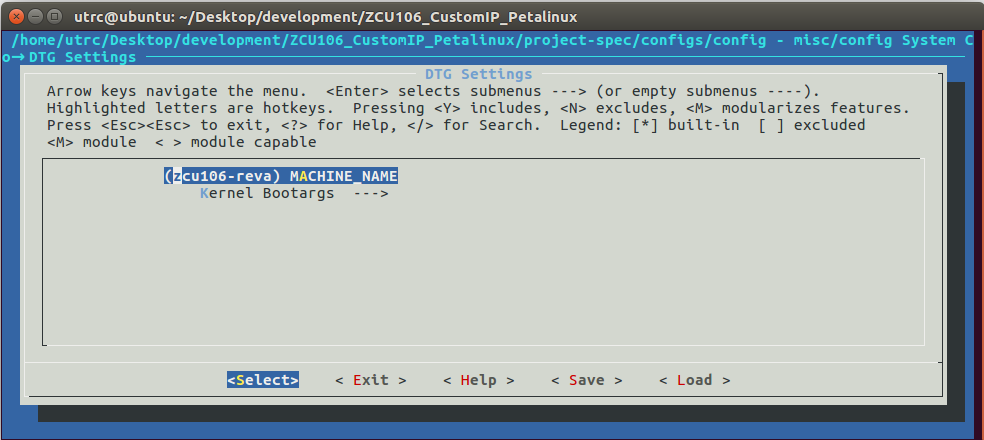 utrc@ubuntu: ~/Desktop/development/ZCU106_CustomIP_Petalinux
/home/utrc/Desktop/development/ZCU106_CustomIP_Petalinux/project-spec/configs/config - misc/config System C
o→ DTG Settings
DTG Settings
Arrow keys navigate the menu.  <Enter> selects submenus ---> (or empty submenus ----).
Highlighted letters are hotkeys.  Pressing <Y> includes, <N> excludes, <M> modularizes features.
Press <Esc><Esc> to exit, <?> for Help, </> for Search.  Legend: [*] built-in  [ ] excluded
<M> module  < > module capable
(zcu106-reva) MACHINE_NAME
Kernel Bootargs  --->
<Select>    < Exit >    < Help >    < Save >    < Load >